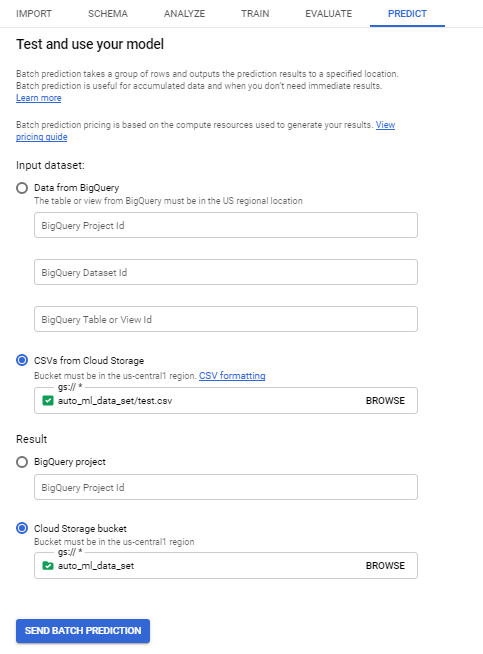 IMPORT SCHEMA ANALYZE TRAIN EVALUATE PREDICT
Test and use your model
Batch prediction takes a group of rows and outputs the prediction results to a specified location.
Batch prediction is useful for accumulated data and when you don't need immediate results.
Learn more
Batch prediction pricing is based on the compute resources used to generate your results. View
pricing guide
Input dataset:
Data from BigQuery
The table or view from BigQuery must be in the US regional location
BigQuery Project Id
BigQuery Dataset Id
BigQuery Table or View Id
CSVs from Cloud Storage
Bucket must be in the us-central1 region. CSV formatting
gs:// *
auto_ml_data_set/test.csv BROWSE
Result
BigQuery project
BigQuery Project Id
Cloud Storage bucket
Bucket must be in the us-central1 region
gs:// *
auto_ml_data_set BROWSE
SEND BATCH PREDICTION